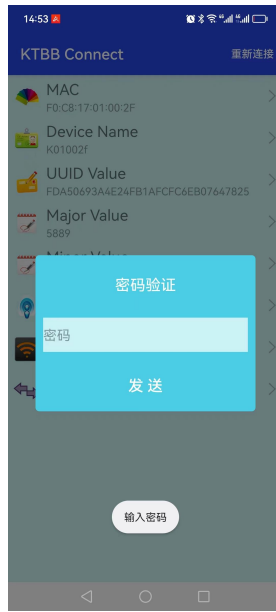 14:53
KTBB Connect
重新连接
MAC
F0:C8:17:01:00:2F
Device Name
K01002f
UUID Value
FDA50693A4E24FB1AFCFC6EB07647825
Major Value
5889
密码验证
密码
发 送
输入密码